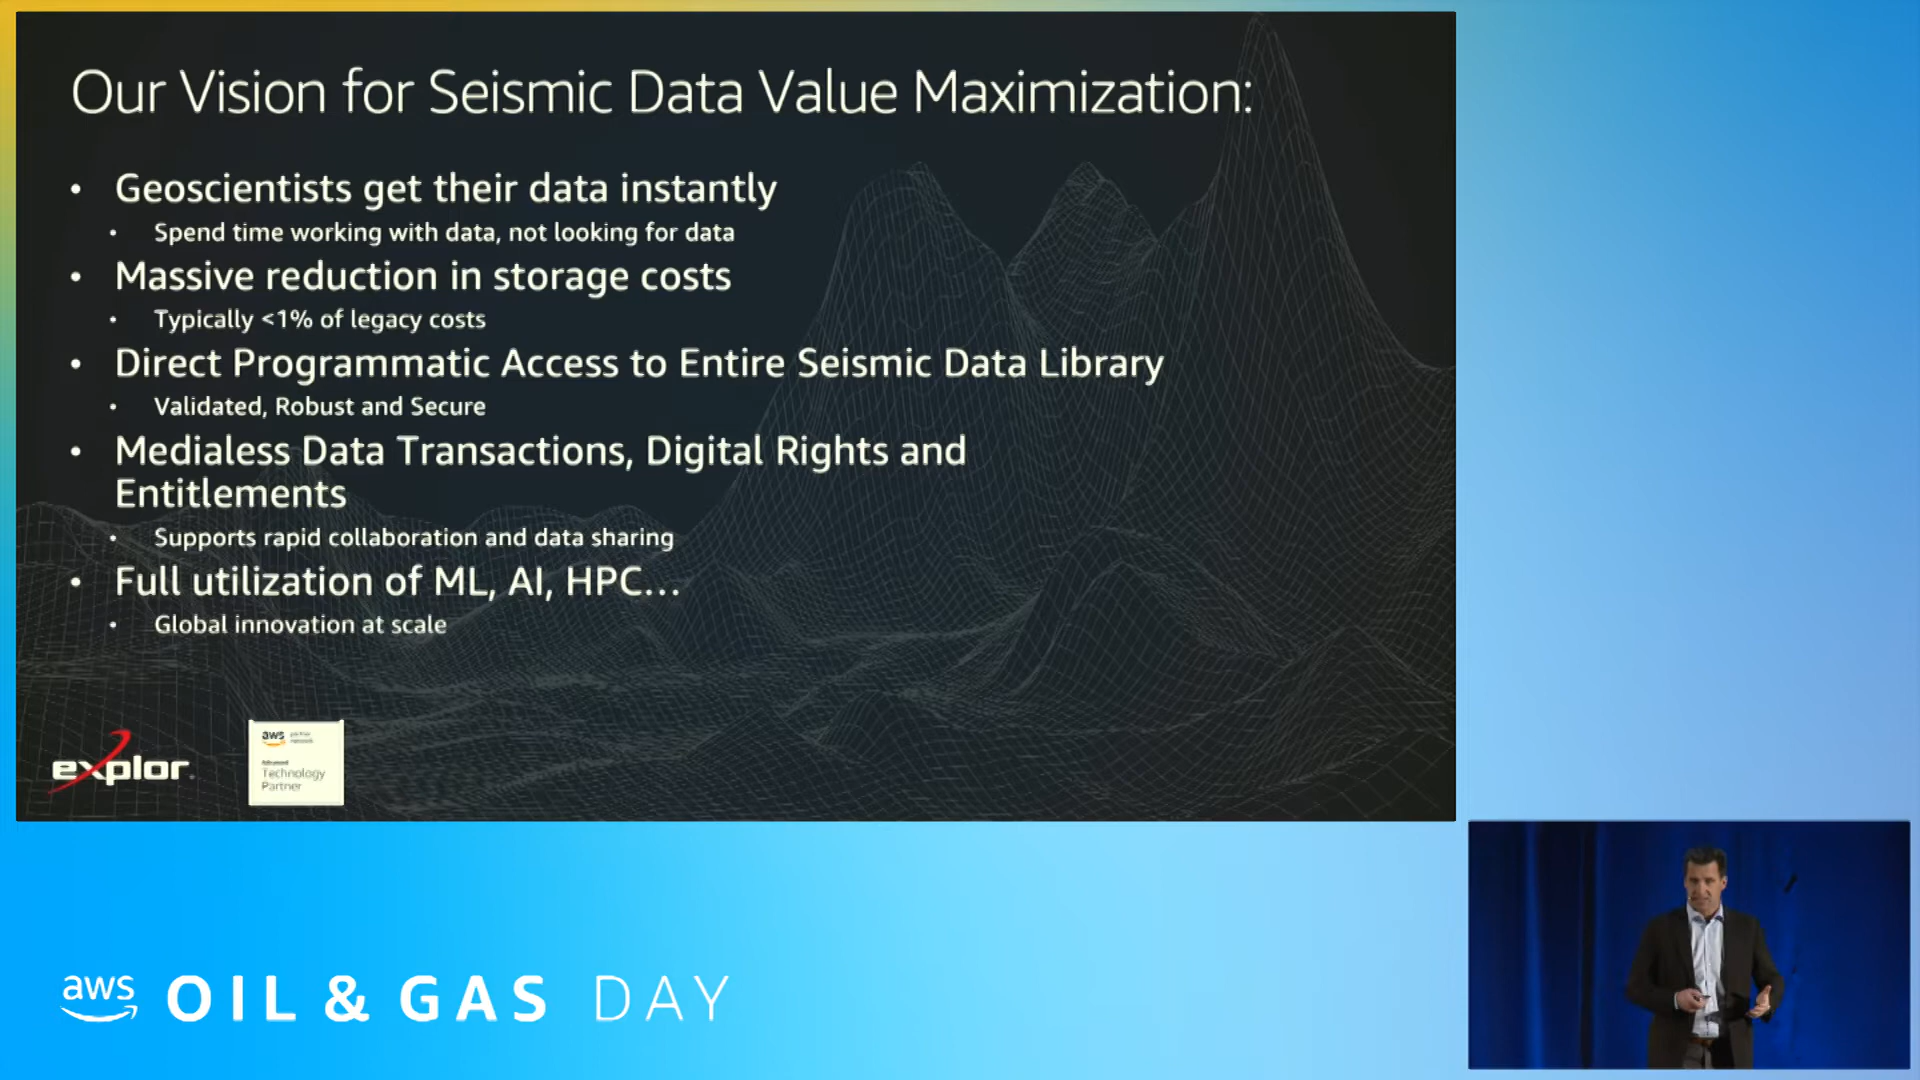 Our Vision for Seismic Data Value Maximization:
• Geoscientists get their data instantly
• Spend time working with data, not looking for data
• Massive reduction in storage costs
• Typically <1% of legacy costs
• Direct Programmatic Access to Entire Seismic Data Library
• Validated, Robust and Secure
• Medialess Data Transactions, Digital Rights and
Entitlements
• Supports rapid collaboration and data sharing
• Full utilization of ML, AI, HPC...
• Global innovation at scale
explor
aws partner
network
Advanced
Technology
Partner
aws OIL & GAS DAY